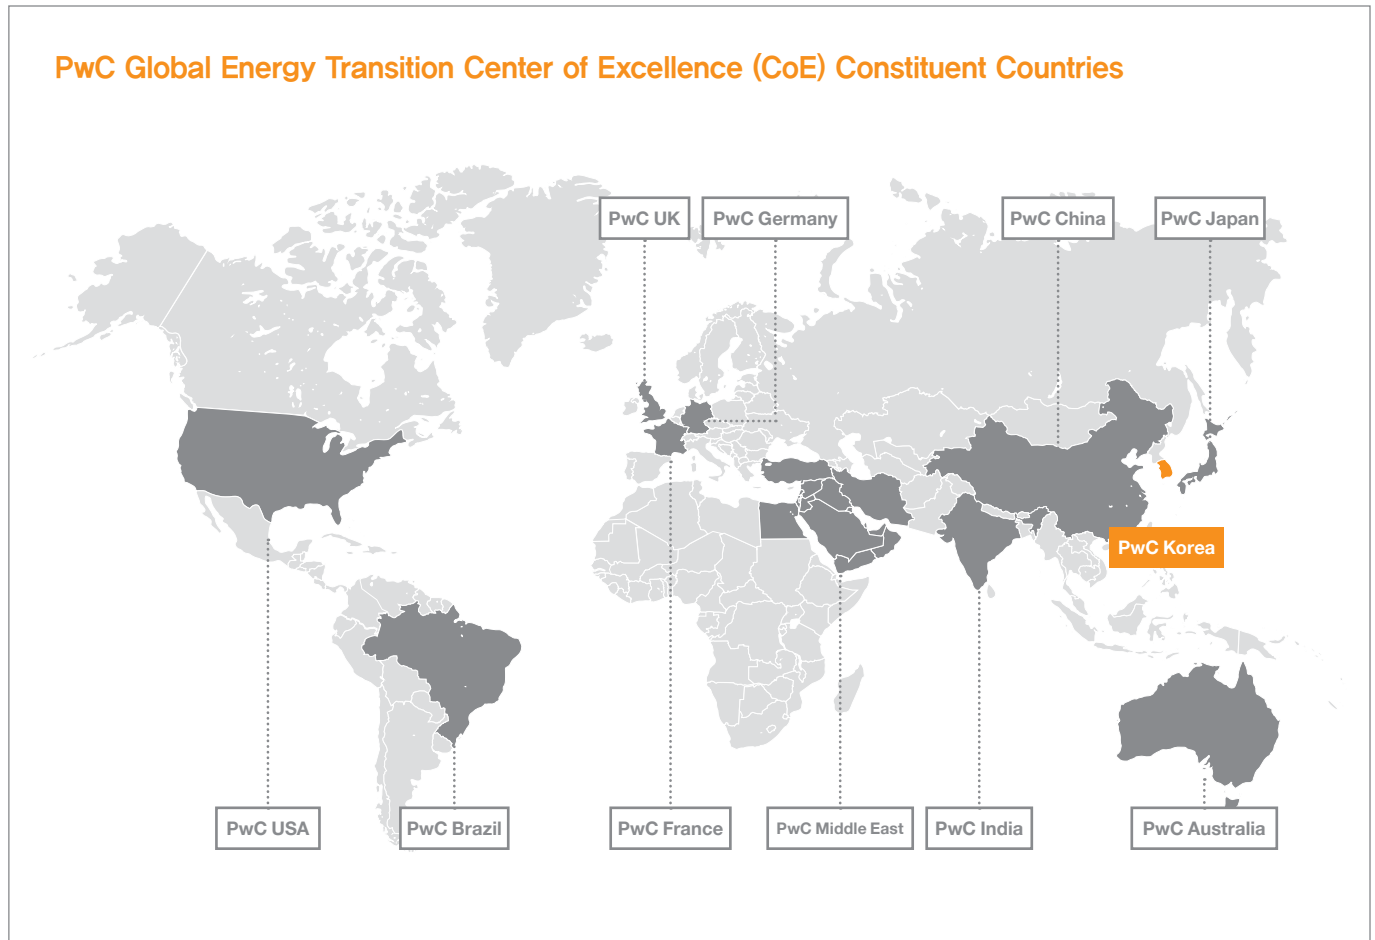 PwC Global Energy Transition Center of Excellence (CoE) Constituent Countries
PwC UK
PwC Germany
PwC China
PwC Japan
PwC Korea
PwC USA
PwC Brazil
PwC France
PwC Middle East
PwC India
PwC Australia